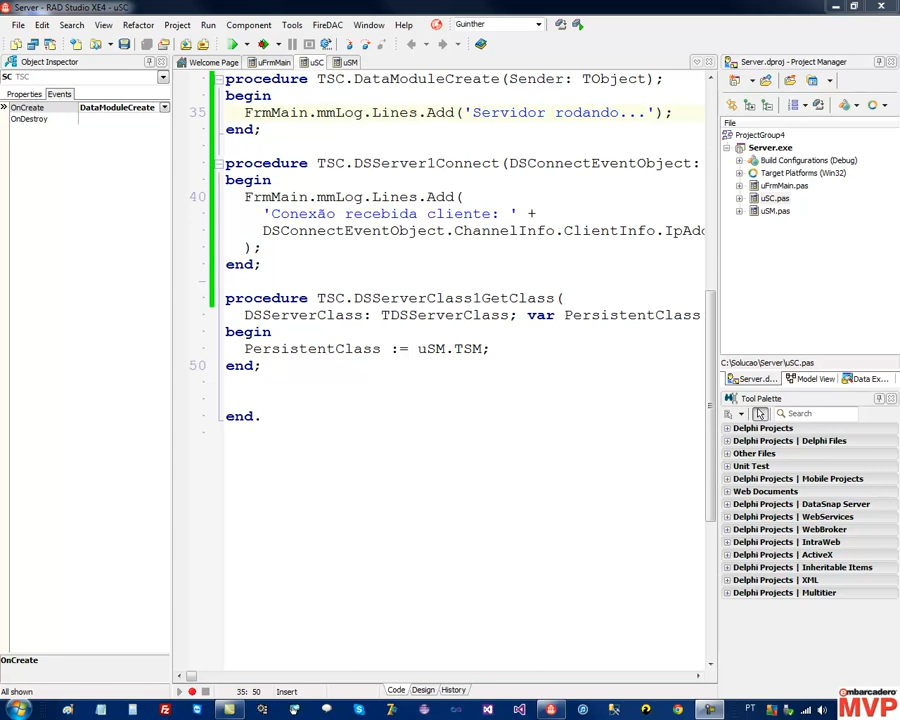 Server - RAD Studio XE4 - uSC
File Edit Search View Refactor Project Run Component Tools FireDAC Window Help Gunther
Object Inspector
SC TSC
Properties Events
OnCreate DataModuleCreate
OnDestroy
OnCreate
All shown
Welcome Page uFrmMain uSC uSM
procedure TSC.DataModuleCreate(Sender: TObject);
begin
35 FrmMain.mmLog.Lines.Add('Servidor rodando...');
end;
procedure TSC.DSServer1Connect(DSConnectEventObject:
begin
40 FrmMain.mmLog.Lines.Add(
'Conexão recebida cliente: ' +
DSConnectEventObject.ChannelInfo.ClientInfo.IpAdd
);
end;
procedure TSC.DSServerClass1GetClass(
DSServerClass: TDSServerClass; var PersistentClass
begin
PersistentClass := uSM.TSM;
50 end;
end.
35: 50 Insert Code Design History
Server.dproj - Project Manager
File
ProjectGroup4
Server.exe
Build Configurations (Debug)
Target Platforms (Win32)
uFrmMain.pas
uSC.pas
uSM.pas
C:\Solucao\Server\uSC.pas
Server.d... Model View Data Ex...
Tool Palette
Search
Delphi Projects
Delphi Projects | Delphi Files
Other Files
Unit Test
Delphi Projects | Mobile Projects
Web Documents
Delphi Projects | DataSnap Server
Delphi Projects | WebServices
Delphi Projects | WebBroker
Delphi Projects | IntraWeb
Delphi Projects | ActiveX
Delphi Projects | Inheritable Items
Delphi Projects | XML
Delphi Projects | Multitier
PT
embarcadero
MVP